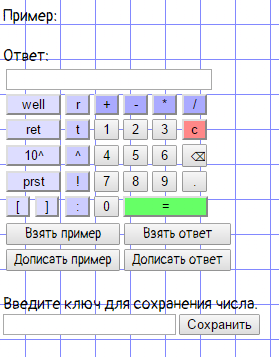 Пример:
Ответ:
well r + - * /
ret t 1 2 3 c
10^ ^ 4 5 6 ⌫
prst ! 7 8 9 .
[ ] : 0 =
Взять пример Взять ответ
Дописать пример Дописать ответ
Введите ключ для сохранения числа.
Сохранить